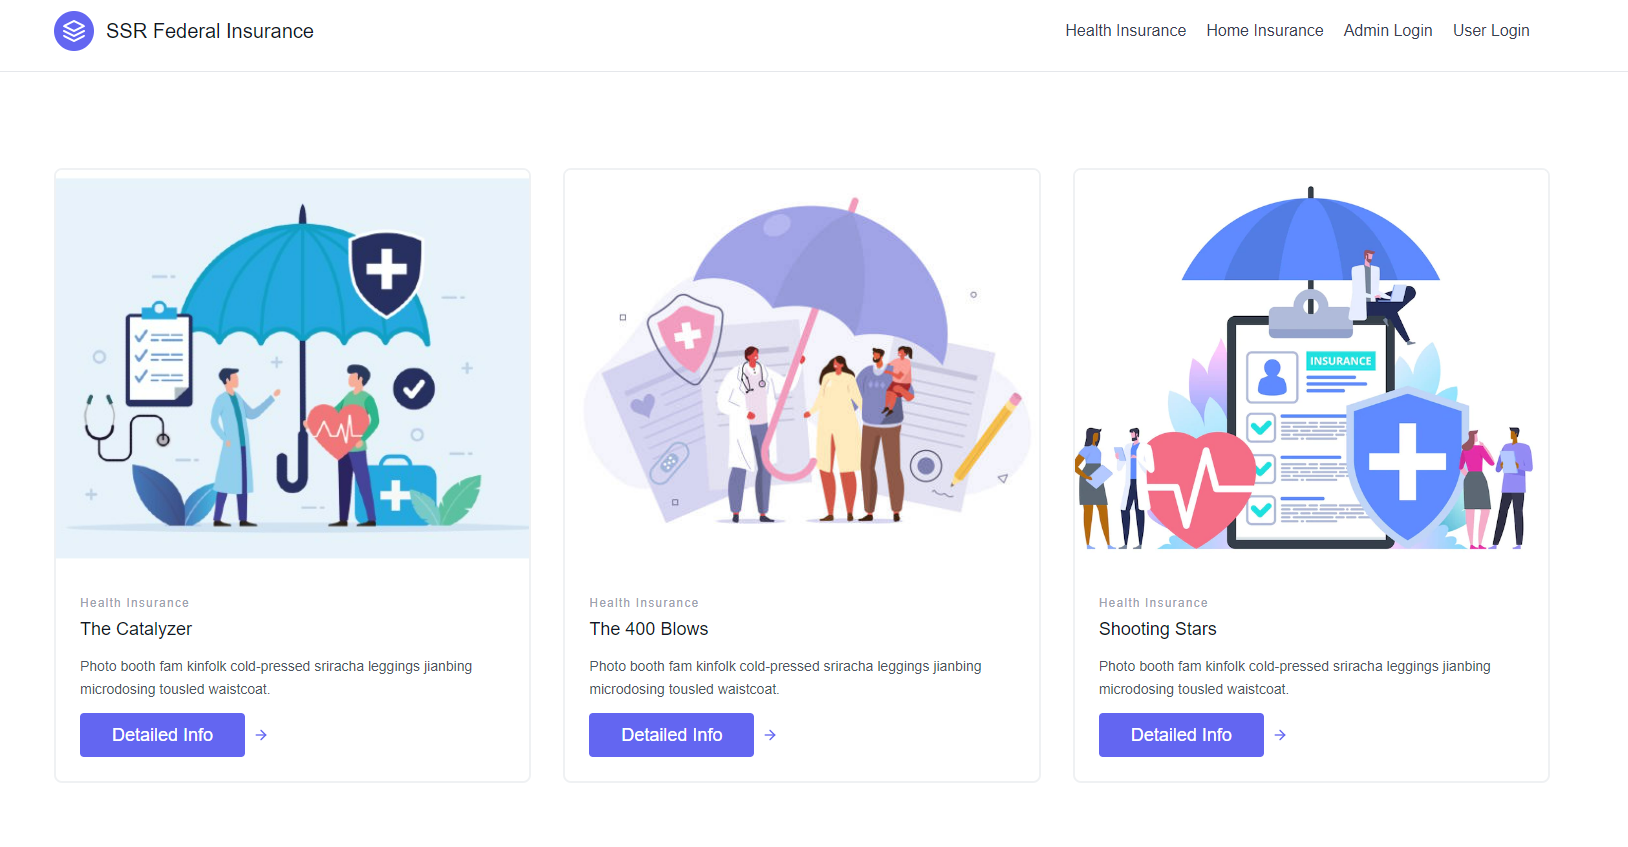 SSR Federal Insurance
Health Insurance Home Insurance Admin Login User Login
INSURANCE
Health Insurance
The Catalyzer
Photo booth fam kinfolk cold-pressed sriracha leggings jianbing
microdosing tousled waistcoat.
Detailed Info
Health Insurance
The 400 Blows
Photo booth fam kinfolk cold-pressed sriracha leggings jianbing
microdosing tousled waistcoat.
Detailed Info
Health Insurance
Shooting Stars
Photo booth fam kinfolk cold-pressed sriracha leggings jianbing
microdosing tousled waistcoat.
Detailed Info